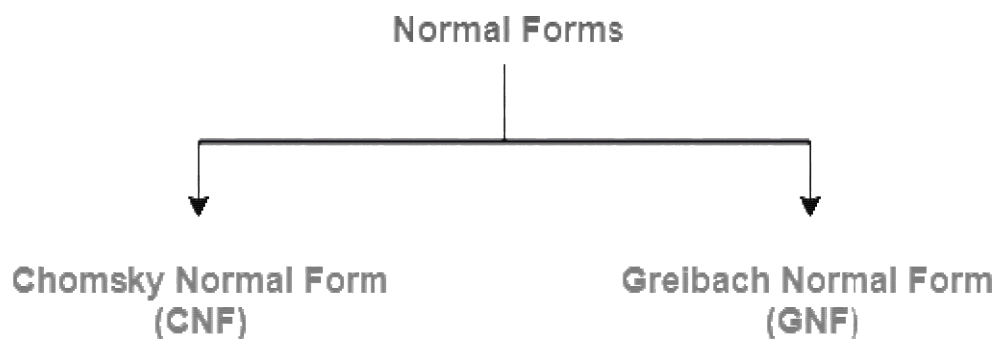 Normal Forms
Chomsky Normal Form
(CNF)
Greibach Normal Form
(GNF)